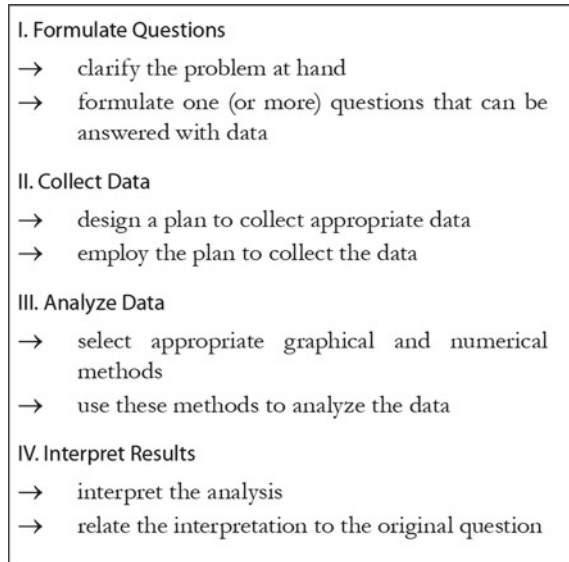 I. Formulate Questions
→ clarify the problem at hand
→ formulate one (or more) questions that can be
answered with data
II. Collect Data
→ design a plan to collect appropriate data
→ employ the plan to collect the data
III. Analyze Data
→ select appropriate graphical and numerical
methods
→ use these methods to analyze the data
IV. Interpret Results
→ interpret the analysis
→ relate the interpretation to the original question